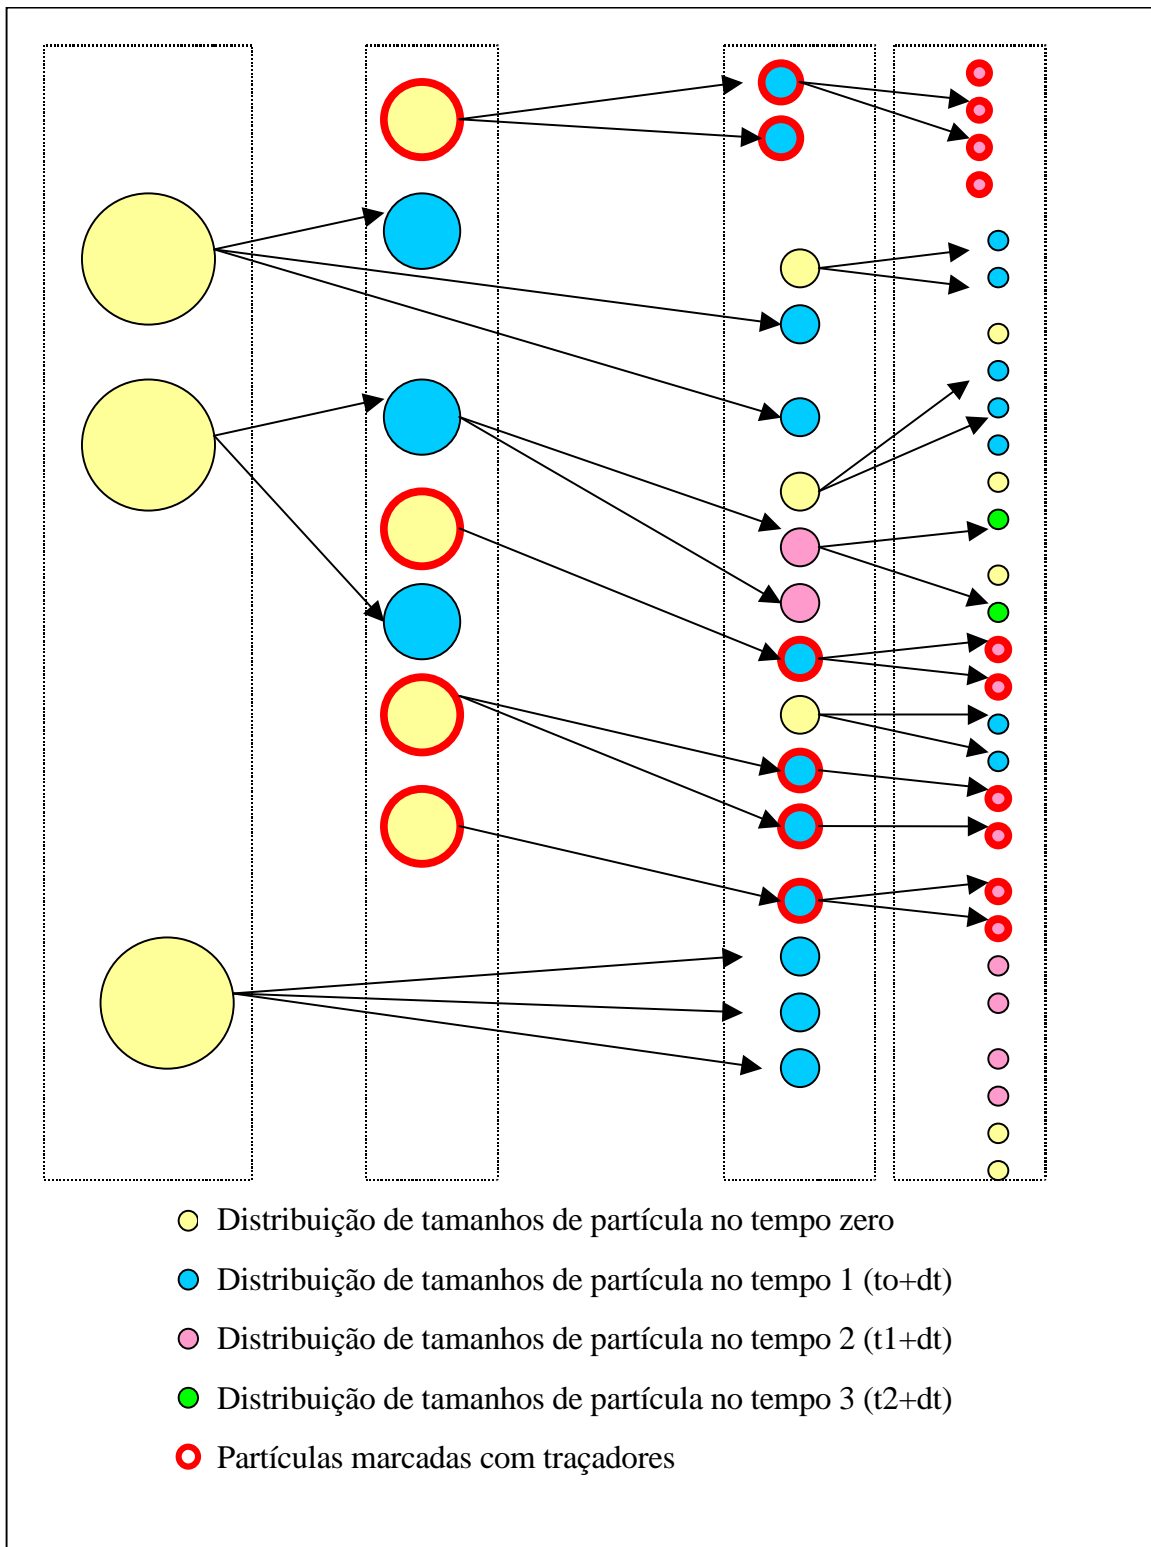 Distribuição de tamanhos de partícula no tempo zero
Distribuição de tamanhos de partícula no tempo 1 (to+dt)
Distribuição de tamanhos de partícula no tempo 2 (t1+dt)
Distribuição de tamanhos de partícula no tempo 3 (t2+dt)
Partículas marcadas com traçadores